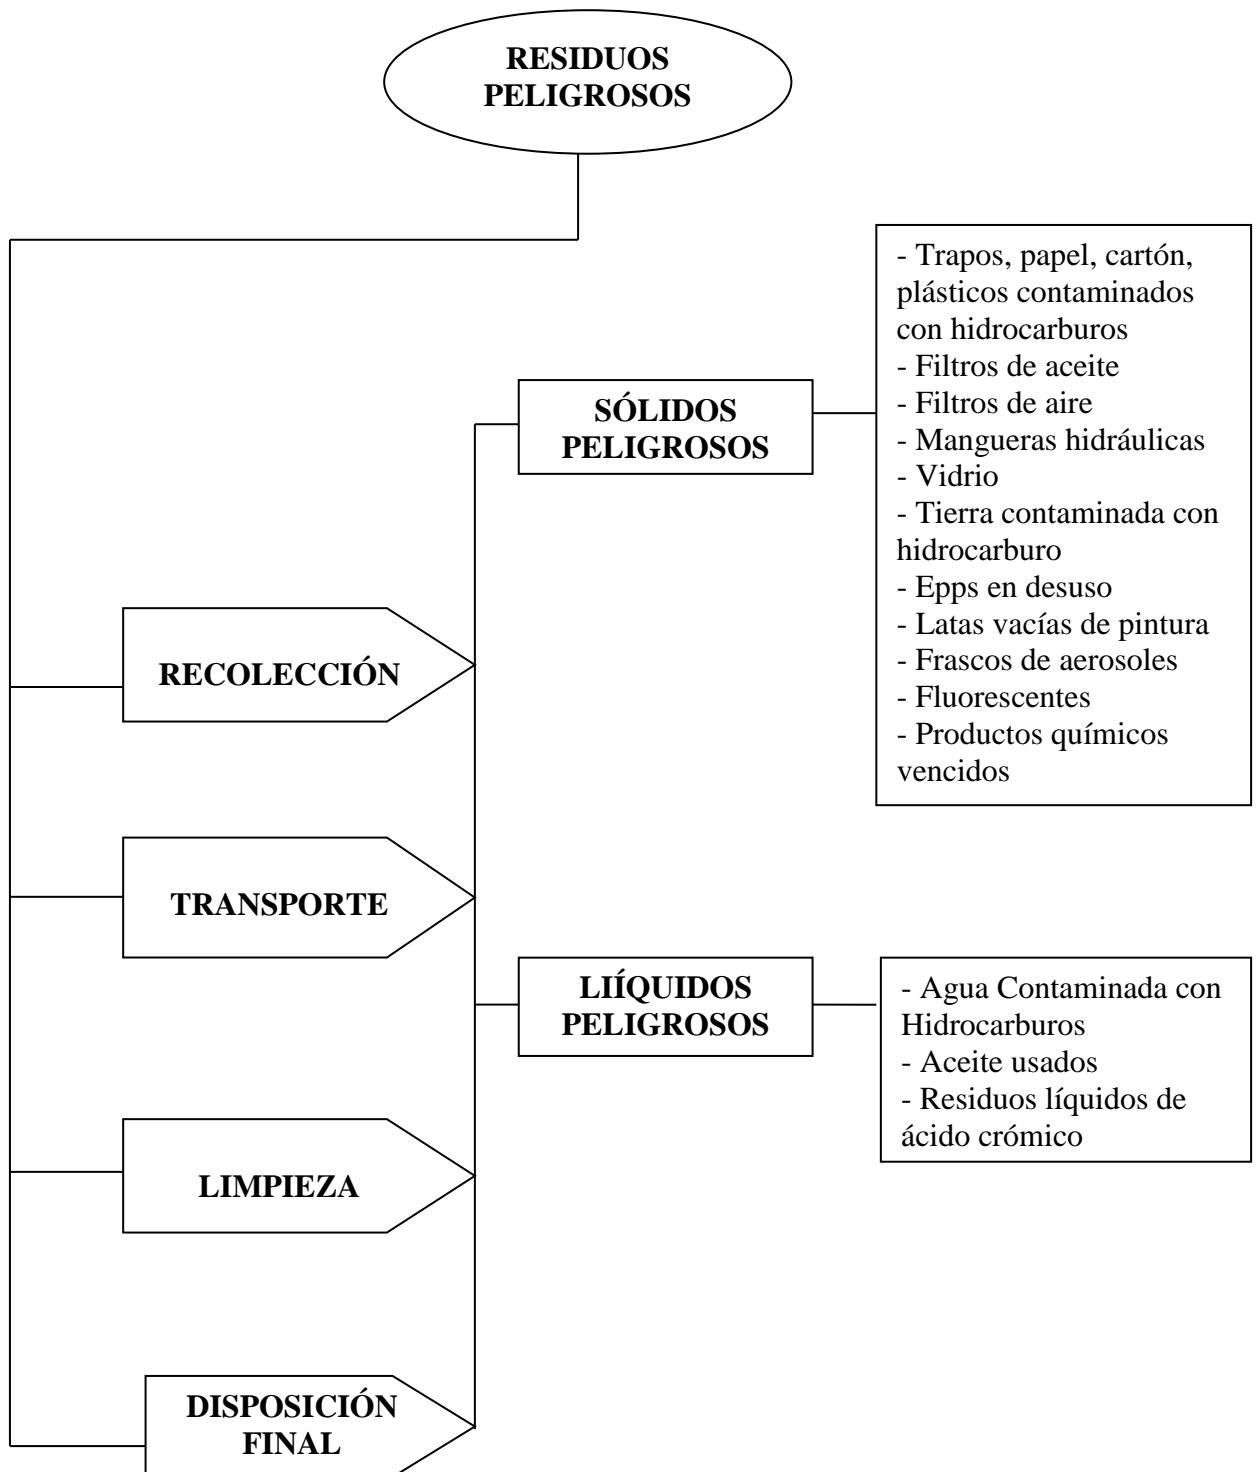 RESIDUOS
PELIGROSOS
- Trapos, papel, cartón,
plásticos contaminados
con hidrocarburos
- Filtros de aceite
- Filtros de aire
- Mangueras hidráulicas
- Vidrio
- Tierra contaminada con
hidrocarburo
- Epps en desuso
- Latas vacías de pintura
- Frascos de aerosoles
- Fluorescentes
- Productos químicos
vencidos
SÓLIDOS
PELIGROSOS
RECOLECCIÓN
TRANSPORTE
LIÍQUIDOS
PELIGROSOS
- Agua Contaminada con
Hidrocarburos
- Aceite usados
- Residuos líquidos de
ácido crómico
LIMPIEZA
DISPOSICIÓN
FINAL